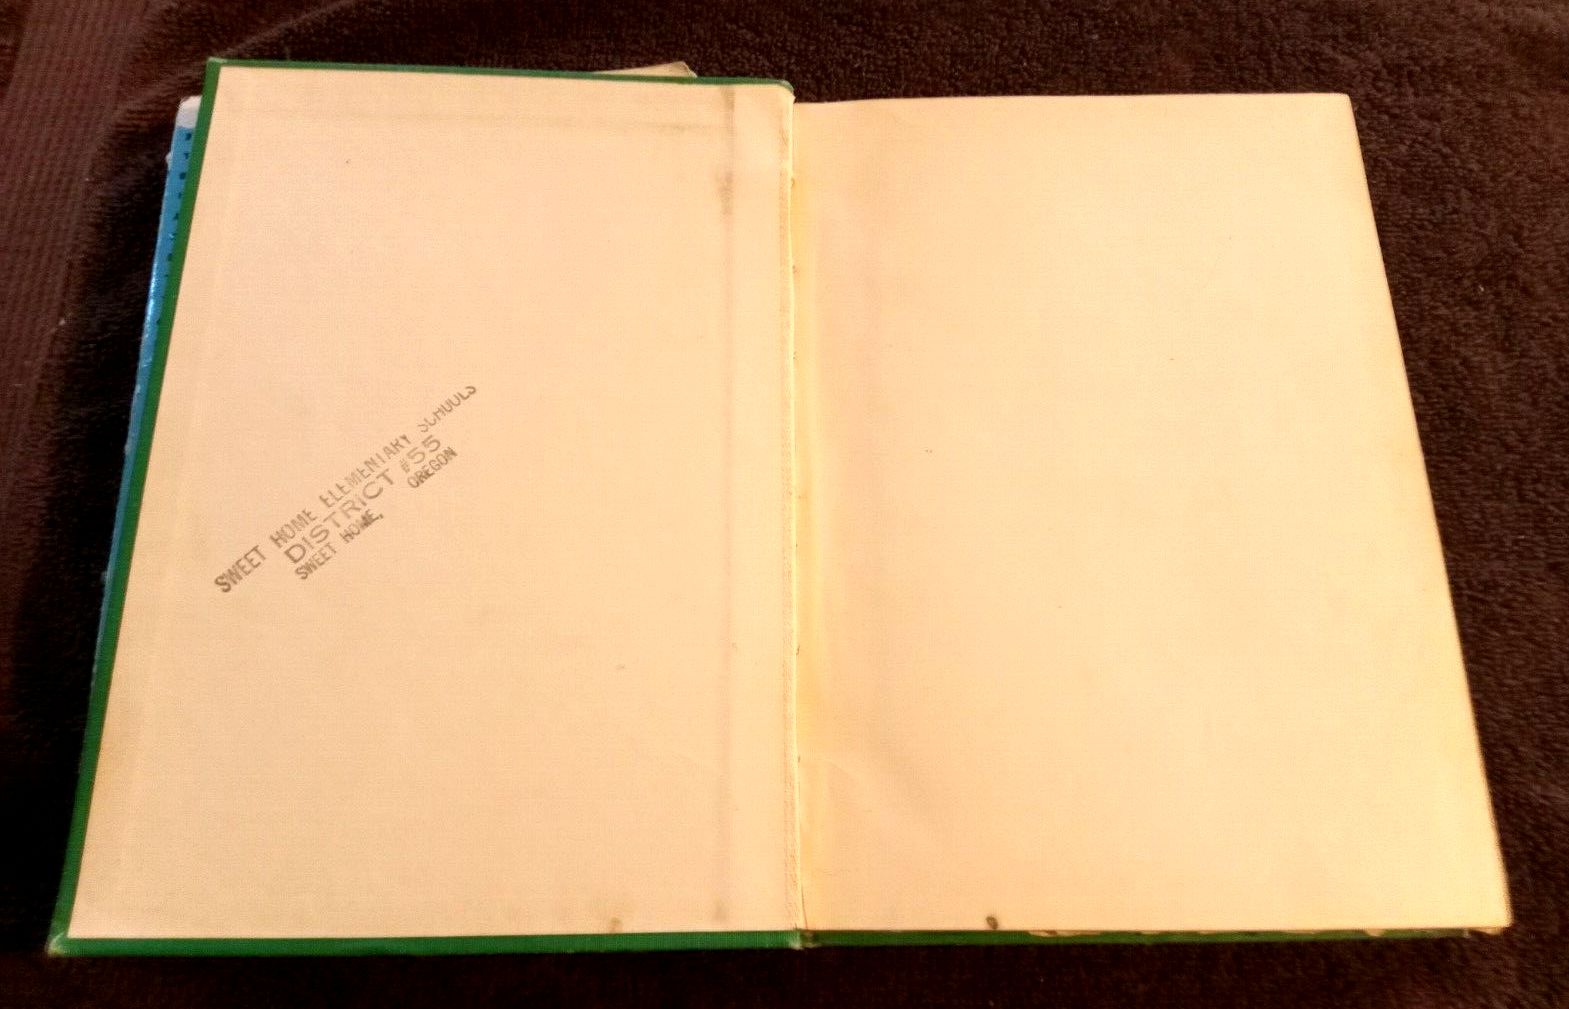 SWEET HOME ELEMENTARY SCHOOLS
DISTRICT #55
SWEET HOME, OREGON